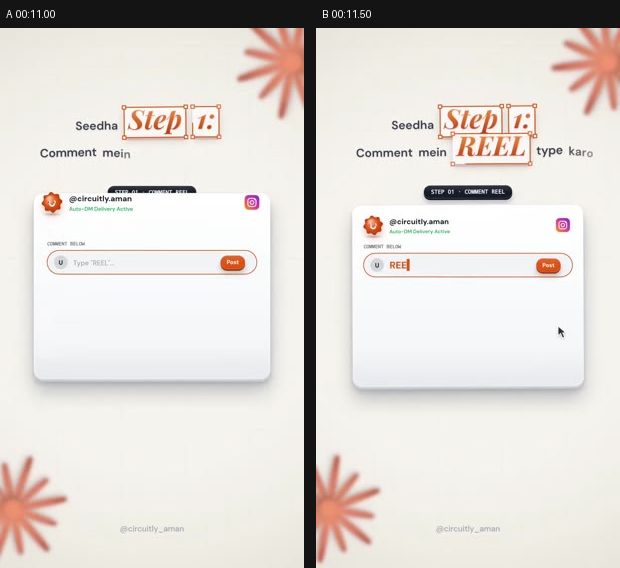 A 00:11.00
Seedha Step 1:
Comment mein
STEP 01 · COMMENT REEL
@circuitly.aman
Auto-DM Delivery Active
COMMENT BELOW
U Type "REEL"... Post
@circuitly_aman
B 00:11.50
Seedha Step 1:
Comment mein REEL type karo
STEP 01 · COMMENT REEL
@circuitly.aman
Auto-DM Delivery Active
COMMENT BELOW
U REE Post
@circuitly_aman